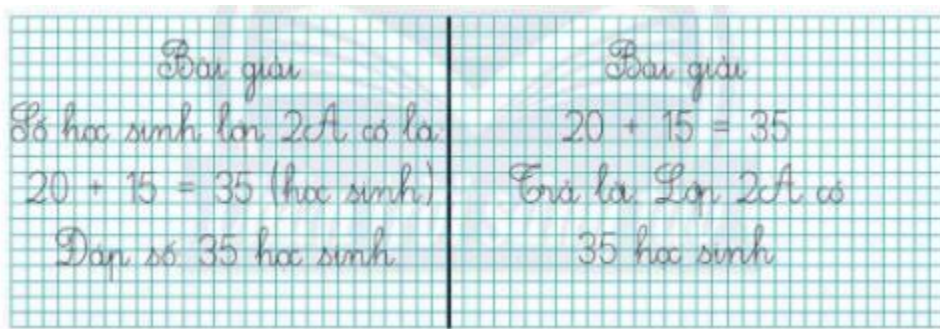 Bài giải
Số học sinh lớp 2A có là
20 + 15 = 35 (học sinh)
Đáp số 35 học sinh
Bài giải
20 + 15 = 35
Trả lời: Lớp 2A có
35 học sinh